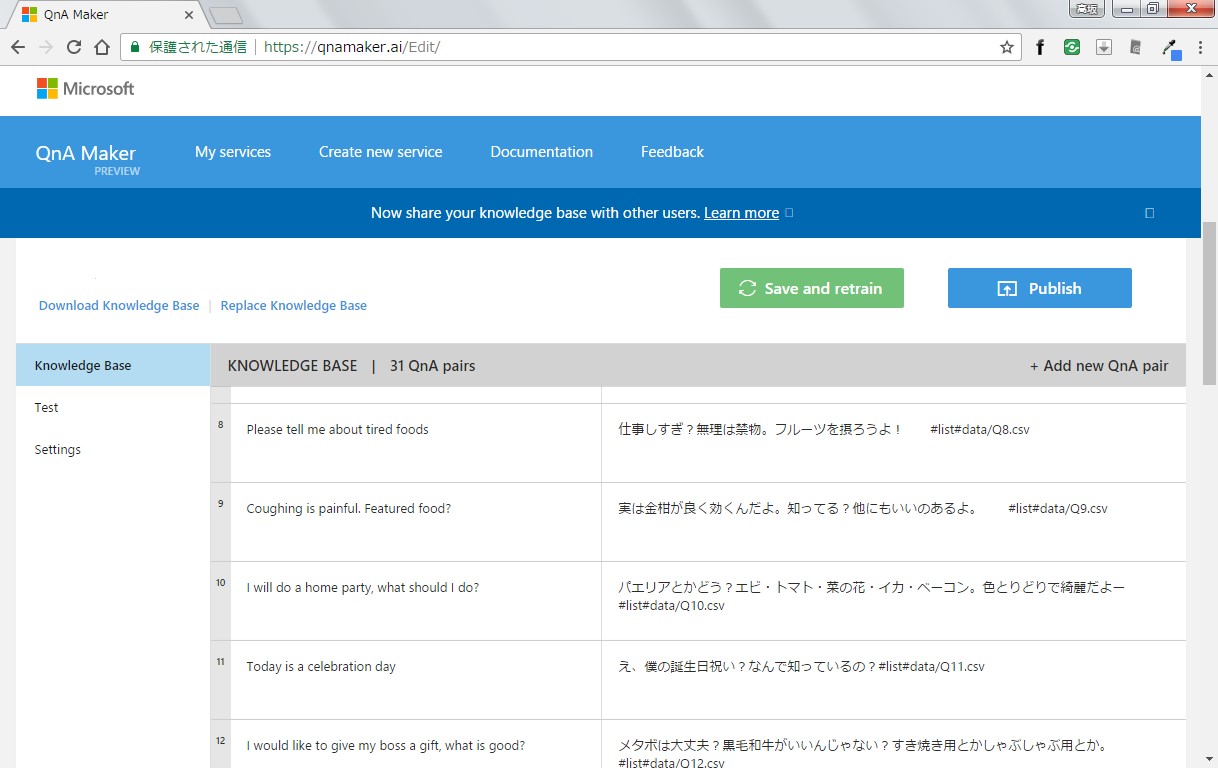 QnA Maker
高坂
保護された通信 | https://qnamaker.ai/Edit/
Microsoft
QnA Maker
PREVIEW
My services
Create new service
Documentation
Feedback
Now share your knowledge base with other users. Learn more
Download Knowledge Base | Replace Knowledge Base
Save and retrain
Publish
Knowledge Base
Test
Settings
KNOWLEDGE BASE | 31 QnA pairs
+ Add new QnA pair
8 Please tell me about tired foods 仕事しすぎ？無理は禁物。フルーツを摂ろうよ！ #list#data/Q8.csv
9 Coughing is painful. Featured food? 実は金柑が良く効くんだよ。知ってる？他にもいいのあるよ。 #list#data/Q9.csv
10 I will do a home party, what should I do? パエリアとかどう？エビ・トマト・菜の花・イカ・ベーコン。色とりどりで綺麗だよー
#list#data/Q10.csv
11 Today is a celebration day え、僕の誕生日祝い？なんで知っているの？#list#data/Q11.csv
12 I would like to give my boss a gift, what is good? メタボは大丈夫？黒毛和牛がいいんじゃない？すき焼き用とかしゃぶしゃぶ用とか。
#list#data/Q12.csv